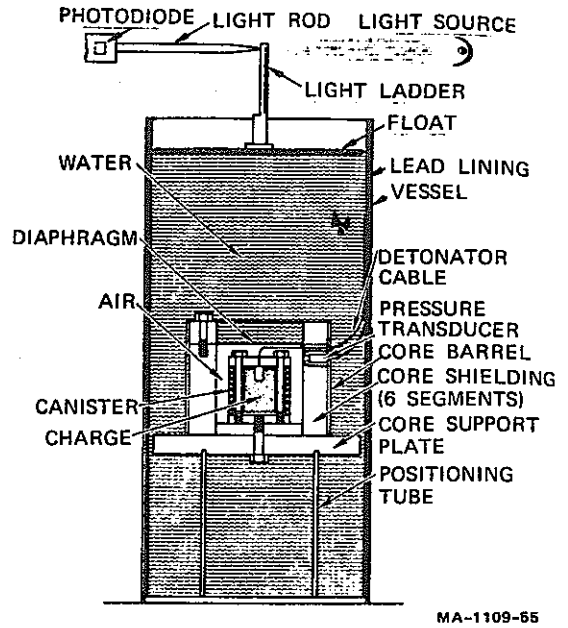 PHOTODIODE LIGHT ROD LIGHT SOURCE
LIGHT LADDER
FLOAT
WATER
LEAD LINING
VESSEL
DIAPHRAGM
DETONATOR
CABLE
AIR
PRESSURE
TRANSDUCER
CORE BARREL
CORE SHIELDING
(6 SEGMENTS)
CANISTER
CHARGE
CORE SUPPORT
PLATE
POSITIONING
TUBE
MA-1109-65